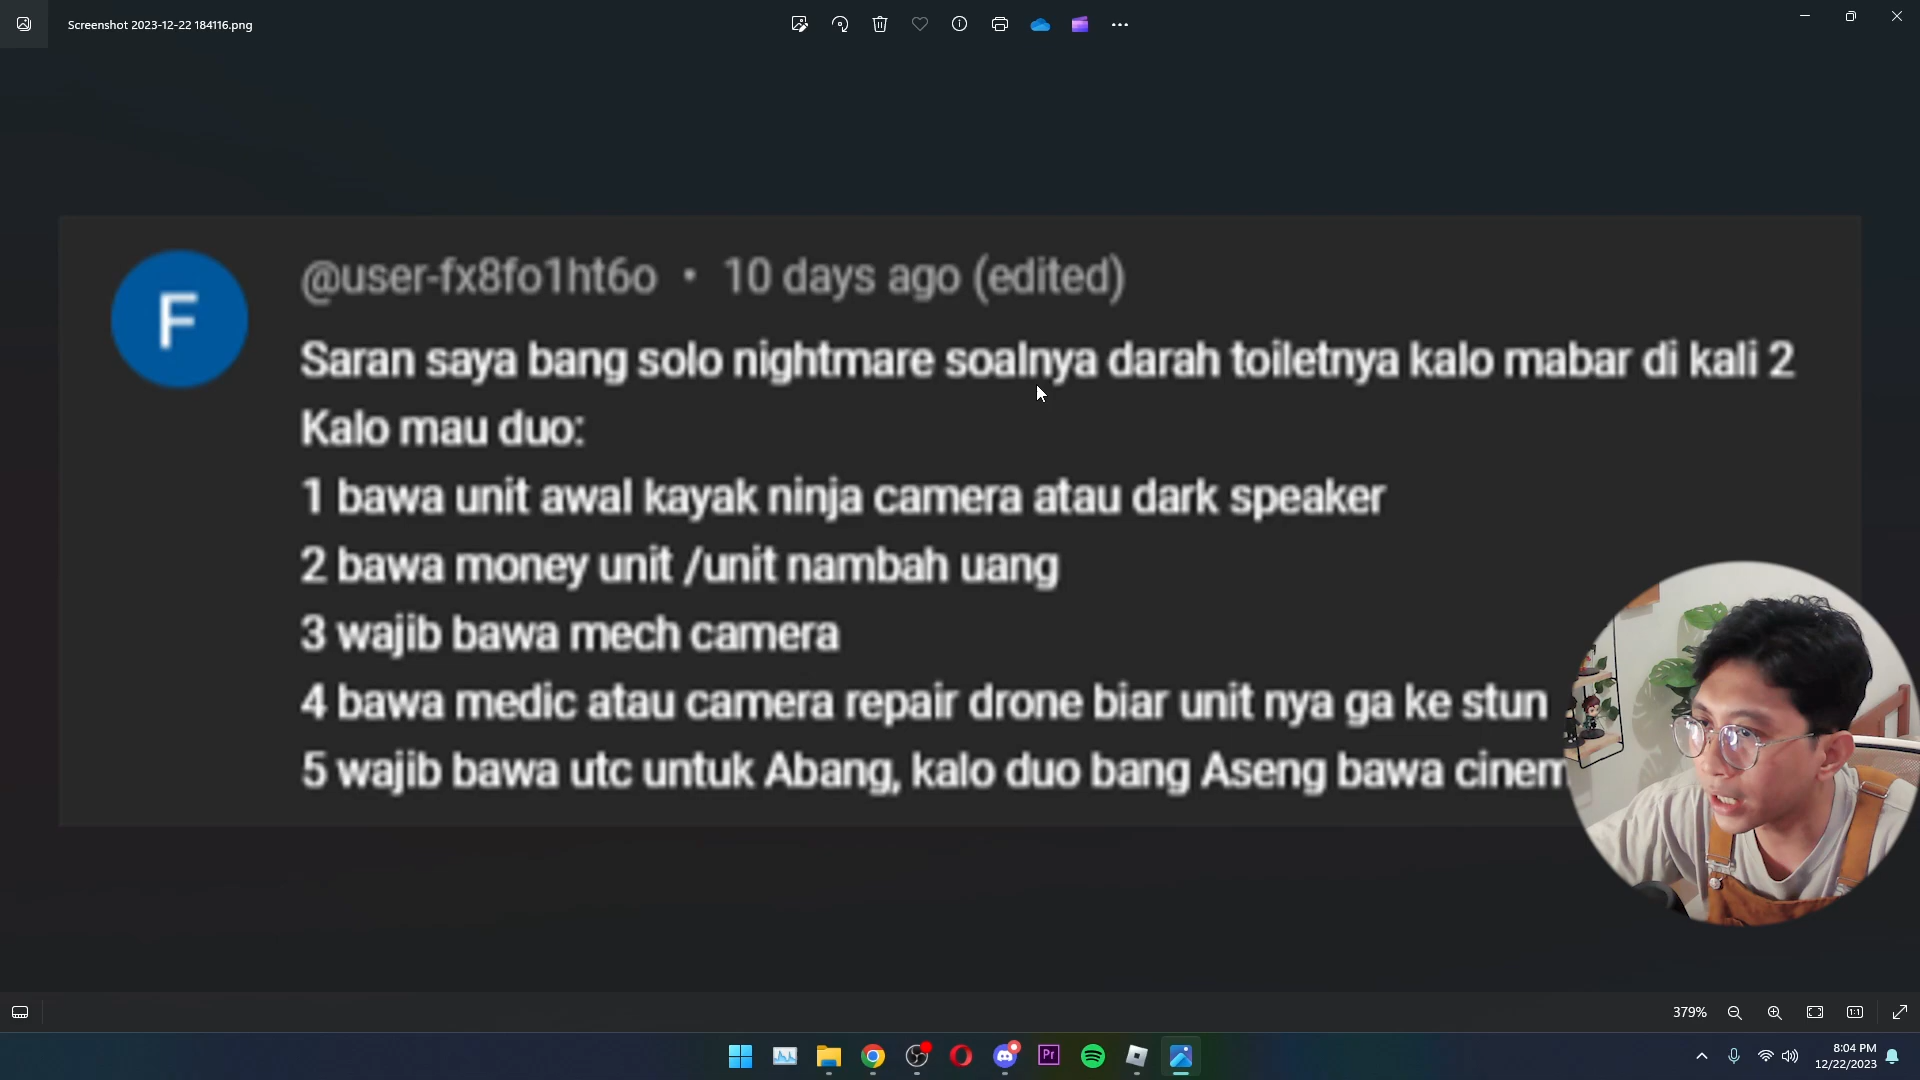 Screenshot 2023-12-22 184116.png
F
@user-fx8fo1ht6o • 10 days ago (edited)
Saran saya bang solo nightmare soalnya darah toiletnya kalo mabar di kali 2
Kalo mau duo:
1 bawa unit awal kayak ninja camera atau dark speaker
2 bawa money unit /unit nambah uang
3 wajib bawa mech camera
4 bawa medic atau camera repair drone biar unit nya ga ke stun
5 wajib bawa utc untuk Abang, kalo duo bang Aseng bawa cinem
379%
1:1
Pr
8:04 PM
12/22/2023